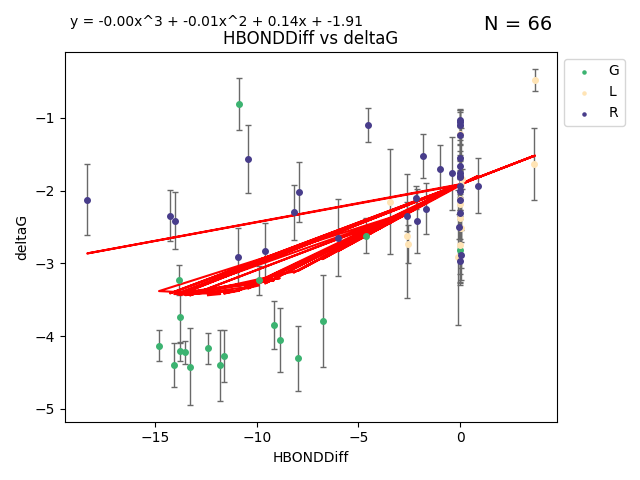 y = -0.00x^3 + -0.01x^2 + 0.14x + -1.91
N = 66
HBONDDiff vs deltaG
G
L
R
−1
−2
−3
−4
−5
deltaG
−15
−10
−5
0
HBONDDiff